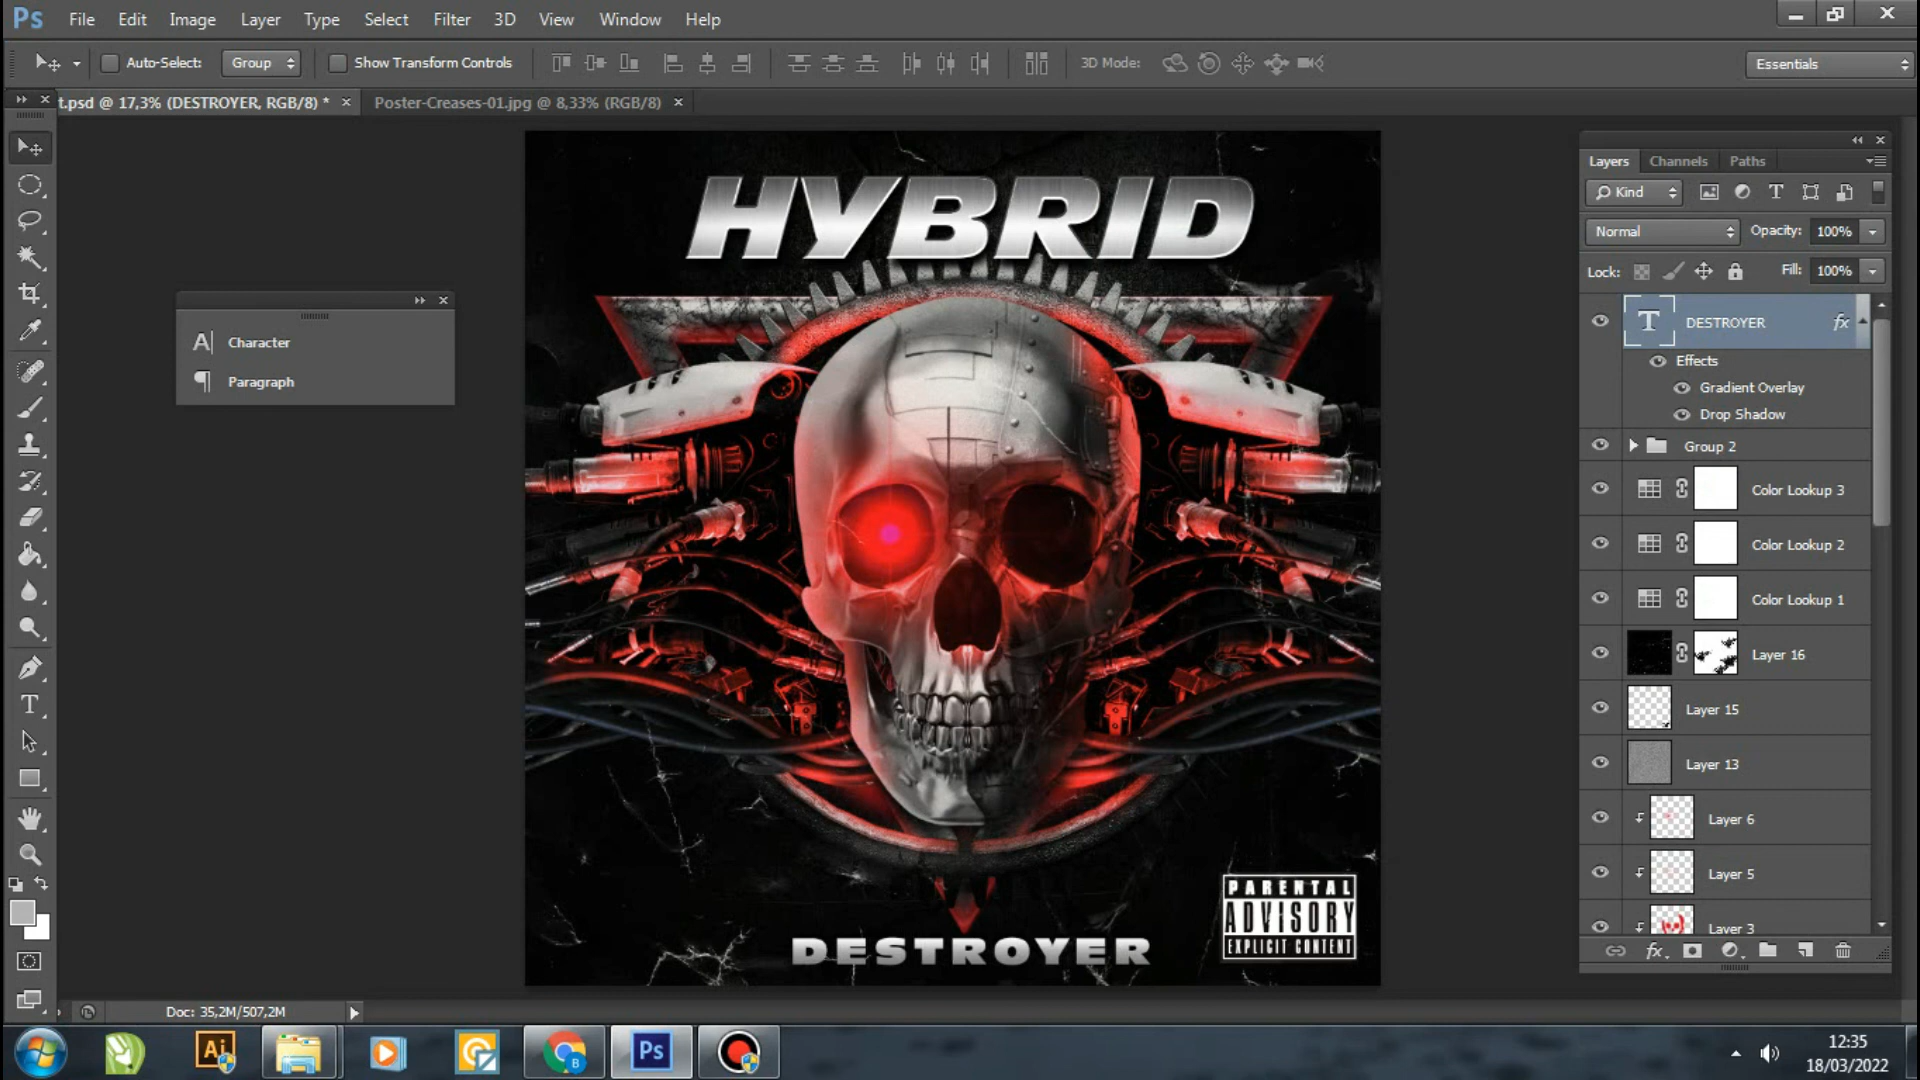 Ps File Edit Image Layer Type Select Filter 3D View Window Help
Auto-Select: Group Show Transform Controls 3D Mode: Essentials
t.psd @ 17,3% (DESTROYER, RGB/8) * × Poster-Creases-01.jpg @ 8,33% (RGB/8) ×
Character
Paragraph
HYBRID
PARENTAL
ADVISORY
EXPLICIT CONTENT
DESTROYER
Layers Channels Paths
Kind
Normal Opacity: 100%
Lock: Fill: 100%
T DESTROYER fx
Effects
Gradient Overlay
Drop Shadow
Group 2
Color Lookup 3
Color Lookup 2
Color Lookup 1
Layer 16
Layer 15
Layer 13
Layer 6
Layer 5
Layer 3
fx
Doc: 35,2M/507,2M
Ai B Ps
12:35
18/03/2022